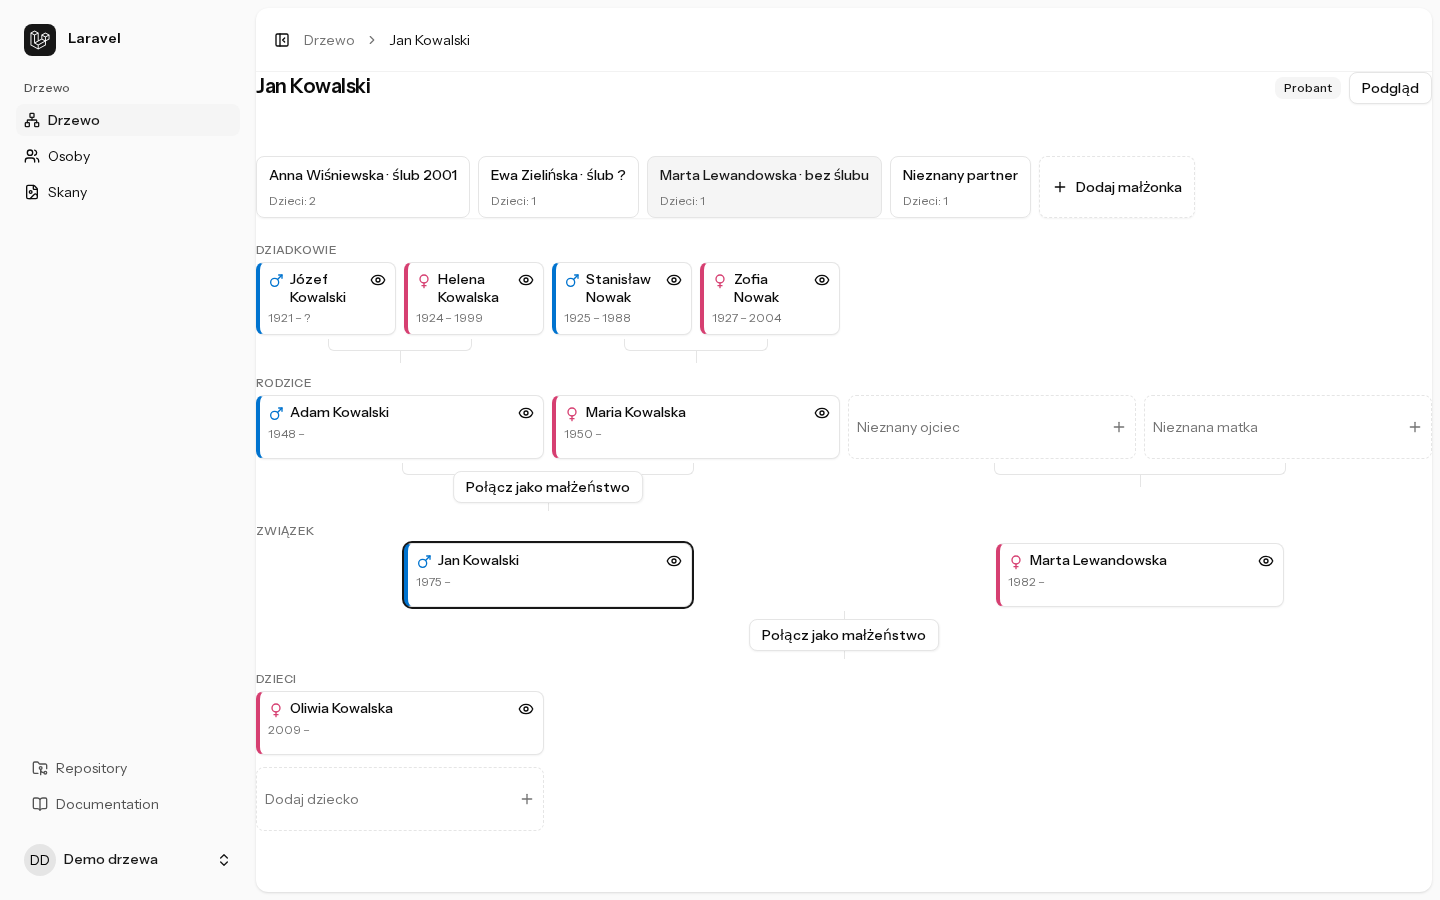 Laravel
Drzewo
Drzewo
Osoby
Skany
Repository
Documentation
DD
Demo drzewa
Drzewo
Jan Kowalski
Jan Kowalski
Probant
Podgląd
Anna Wiśniewska · ślub 2001
Dzieci: 2
Ewa Zielińska · ślub ?
Dzieci: 1
Marta Lewandowska · bez ślubu
Dzieci: 1
Nieznany partner
Dzieci: 1
Dodaj małżonka
DZIADKOWIE
Józef
Kowalski
1921 – ?
Helena
Kowalska
1924 – 1999
Stanisław
Nowak
1925 – 1988
Zofia
Nowak
1927 – 2004
RODZICE
Adam Kowalski
1948 –
Maria Kowalska
1950 –
Nieznany ojciec
Nieznana matka
Połącz jako małżeństwo
ZWIĄZEK
Jan Kowalski
1975 –
Marta Lewandowska
1982 –
Połącz jako małżeństwo
DZIECI
Oliwia Kowalska
2009 –
Dodaj dziecko